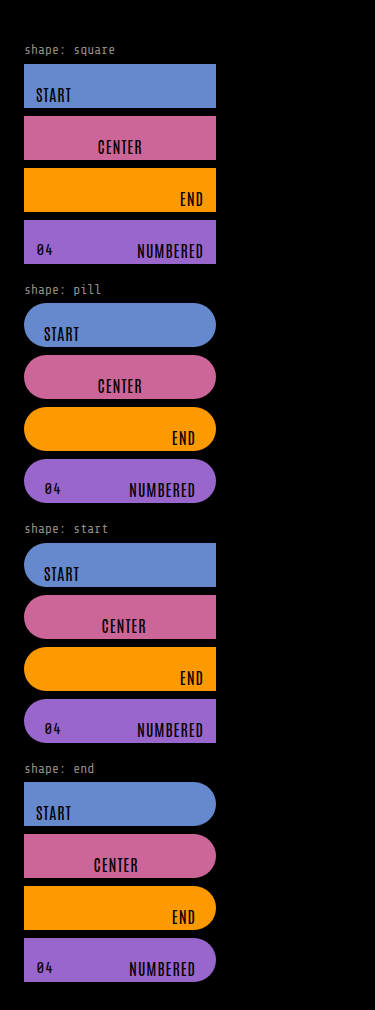 shape: square
START
CENTER
END
04 NUMBERED
shape: pill
START
CENTER
END
04 NUMBERED
shape: start
START
CENTER
END
04 NUMBERED
shape: end
START
CENTER
END
04 NUMBERED